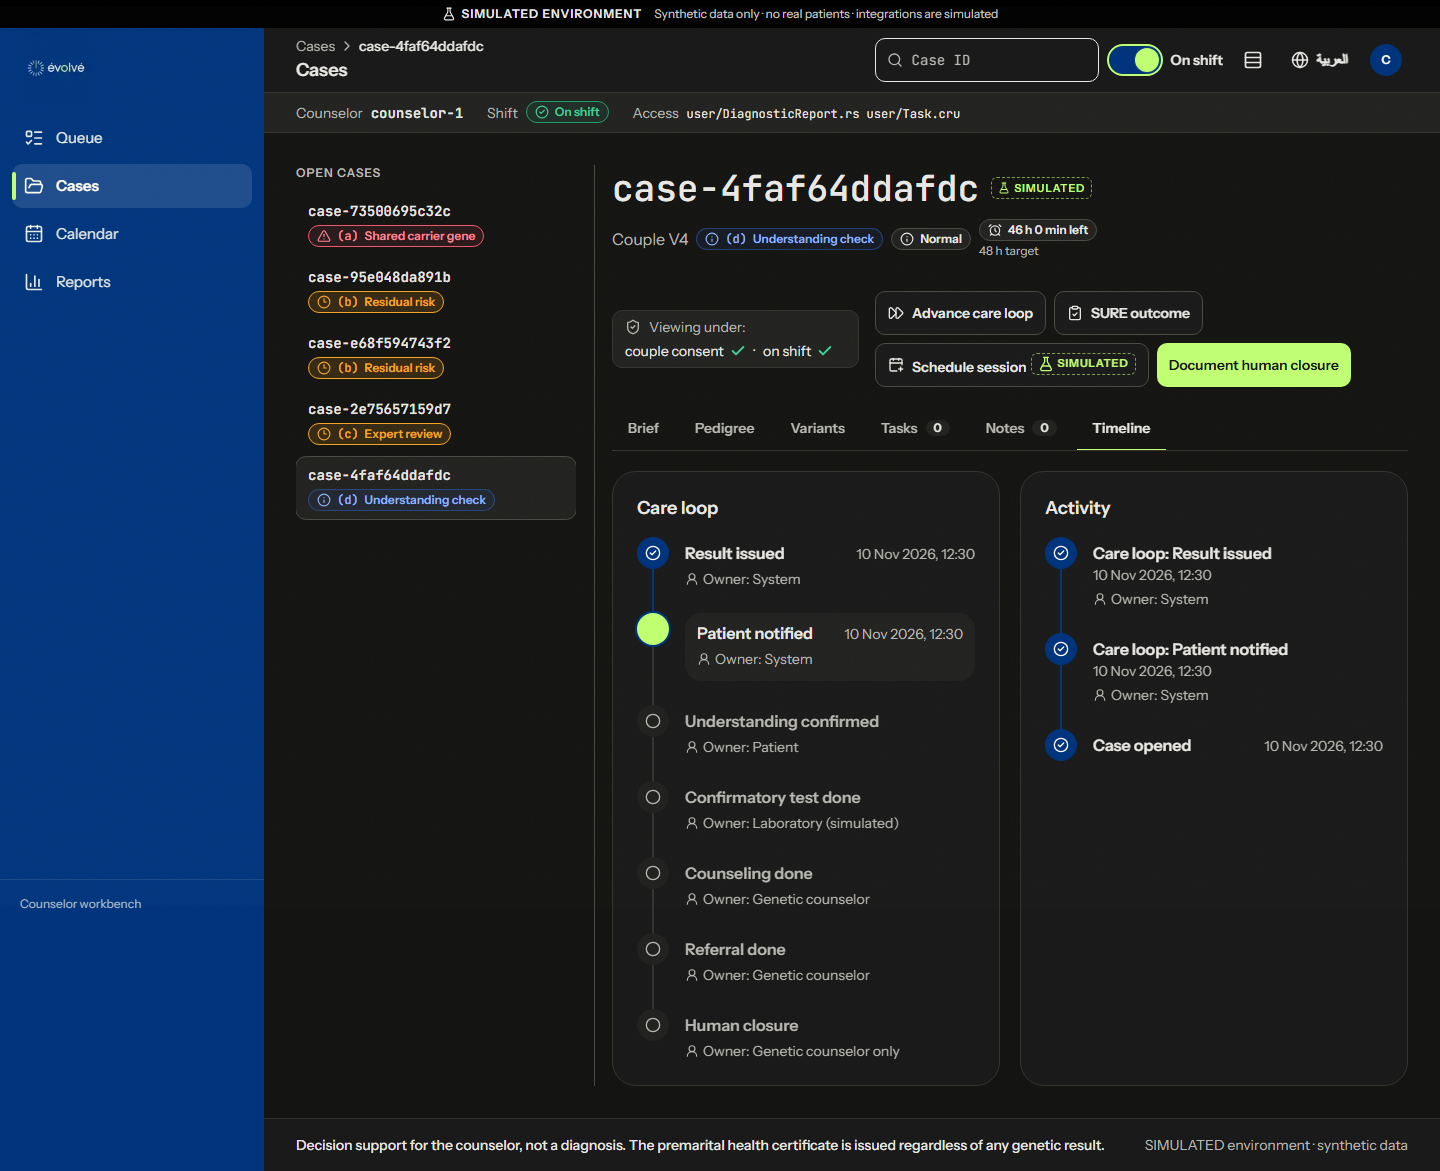 SIMULATED ENVIRONMENT Synthetic data only · no real patients · integrations are simulated
évolvé
Queue
Cases
Calendar
Reports
Counselor workbench
Cases > case-4faf64ddafdc
Cases
Case ID
On shift
العربية
C
Counselor counselor-1 Shift On shift Access user/DiagnosticReport.rs user/Task.cru
OPEN CASES
case-73500695c32c
(a) Shared carrier gene
case-95e048da891b
(b) Residual risk
case-e68f594743f2
(b) Residual risk
case-2e75657159d7
(c) Expert review
case-4faf64ddafdc
(d) Understanding check
case-4faf64ddafdc SIMULATED
Couple V4 (d) Understanding check Normal 46 h 0 min left
48 h target
Viewing under:
couple consent · on shift
Advance care loop
SURE outcome
Schedule session SIMULATED
Document human closure
Brief Pedigree Variants Tasks 0 Notes 0 Timeline
Care loop
Result issued 10 Nov 2026, 12:30
Owner: System
Patient notified 10 Nov 2026, 12:30
Owner: System
Understanding confirmed
Owner: Patient
Confirmatory test done
Owner: Laboratory (simulated)
Counseling done
Owner: Genetic counselor
Referral done
Owner: Genetic counselor
Human closure
Owner: Genetic counselor only
Activity
Care loop: Result issued
10 Nov 2026, 12:30
Owner: System
Care loop: Patient notified
10 Nov 2026, 12:30
Owner: System
Case opened 10 Nov 2026, 12:30
Decision support for the counselor, not a diagnosis. The premarital health certificate is issued regardless of any genetic result.
SIMULATED environment · synthetic data